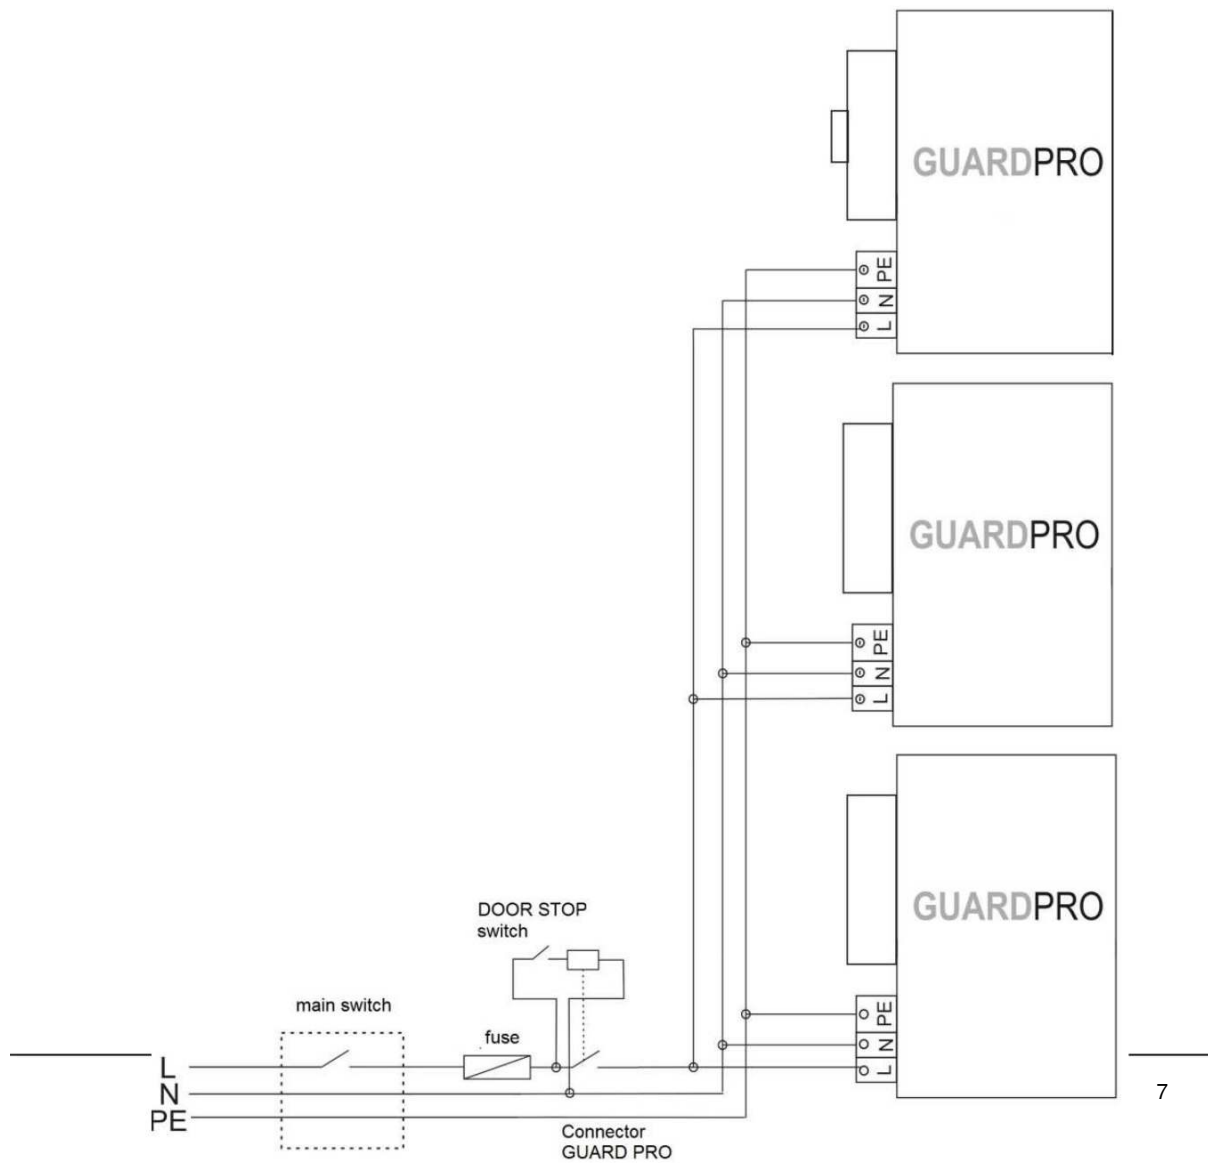 GUARDPRO
PE
N
L
GUARDPRO
PE
N
L
GUARDPRO
PE
N
L
DOOR STOP
switch
main switch
fuse
L
N
PE
7
Connector
GUARD PRO